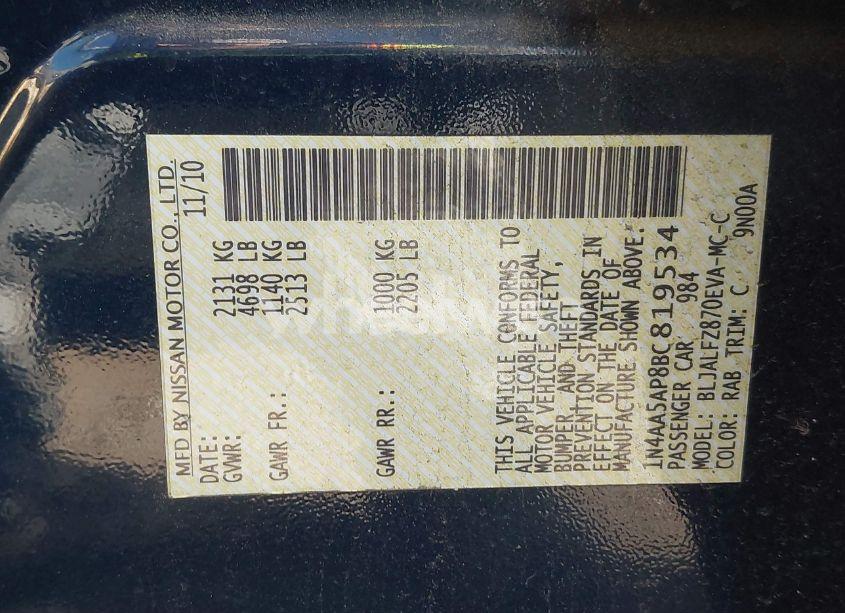 MFD BY NISSAN MOTOR CO., LTD.
DATE: 11/10
GVWR: 2131 KG
4698 LB
GAWR FR.: 1140 KG
2513 LB
GAWR RR.: 1000 KG
2205 LB
THIS VEHICLE CONFORMS TO
ALL APPLICABLE FEDERAL
MOTOR VEHICLE SAFETY,
BUMPER, AND THEFT
PREVENTION STANDARDS IN
EFFECT ON THE DATE OF
MANUFACTURE SHOWN ABOVE.
1N4AA5AP8BC819534
PASSENGER CAR 984
MODEL: BLJALFZ870EVA-MC-C
COLOR: RAB TRIM: C 9N00A